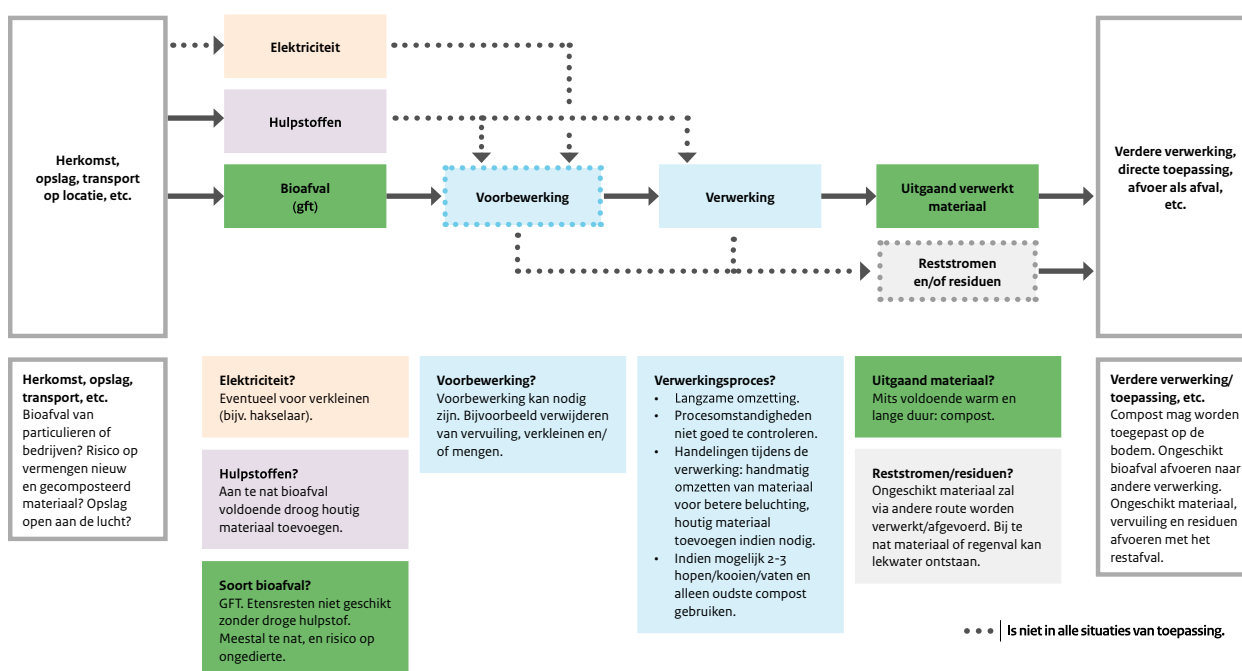 Herkomst,
opslag, transport
op locatie, etc.
Elektriciteit
Hulpstoffen
Bioafval
(gft)
Voorbewerking
Verwerking
Uitgaand verwerkt
materiaal
Reststromen
en/of residuen
Verdere verwerking,
directe toepassing,
afvoer als afval,
etc.
Herkomst, opslag,
transport, etc.
Bioafval van
particulieren of
bedrijven? Risico op
vermengen nieuw
en gecomposteerd
materiaal? Opslag
open aan de lucht?
Elektriciteit?
Eventueel voor verkleinen
(bijv. hakselaar).
Hulpstoffen?
Aan te nat bioafval
voldoende droog houtig
materiaal toevoegen.
Soort bioafval?
GFT. Etensresten niet geschikt
zonder droge hulpstof.
Meestal te nat, en risico op
ongedierte.
Voorbewerking?
Voorbewerking kan nodig
zijn. Bijvoorbeeld verwijderen
van vervuiling, verkleinen en/
of mengen.
Verwerkingsproces?
• Langzame omzetting.
• Procesomstandigheden
niet goed te controleren.
• Handelingen tijdens de
verwerking: handmatig
omzetten van materiaal
voor betere beluchting,
houtig materiaal
toevoegen indien nodig.
• Indien mogelijk 2-3
hopen/kooien/vaten en
alleen oudste compost
gebruiken.
Uitgaand materiaal?
Mits voldoende warm en
lange duur: compost.
Reststromen/residuen?
Ongeschikt materiaal zal
via andere route worden
verwerkt/afgevoerd. Bij te
nat materiaal of regenval kan
lekwater ontstaan.
Verdere verwerking/
toepassing, etc.
Compost mag worden
toegepast op de
bodem. Ongeschikt
bioafval afvoeren naar
andere verwerking.
Ongeschikt materiaal,
vervuiling en residuen
afvoeren met het
restafval.
Is niet in alle situaties van toepassing.